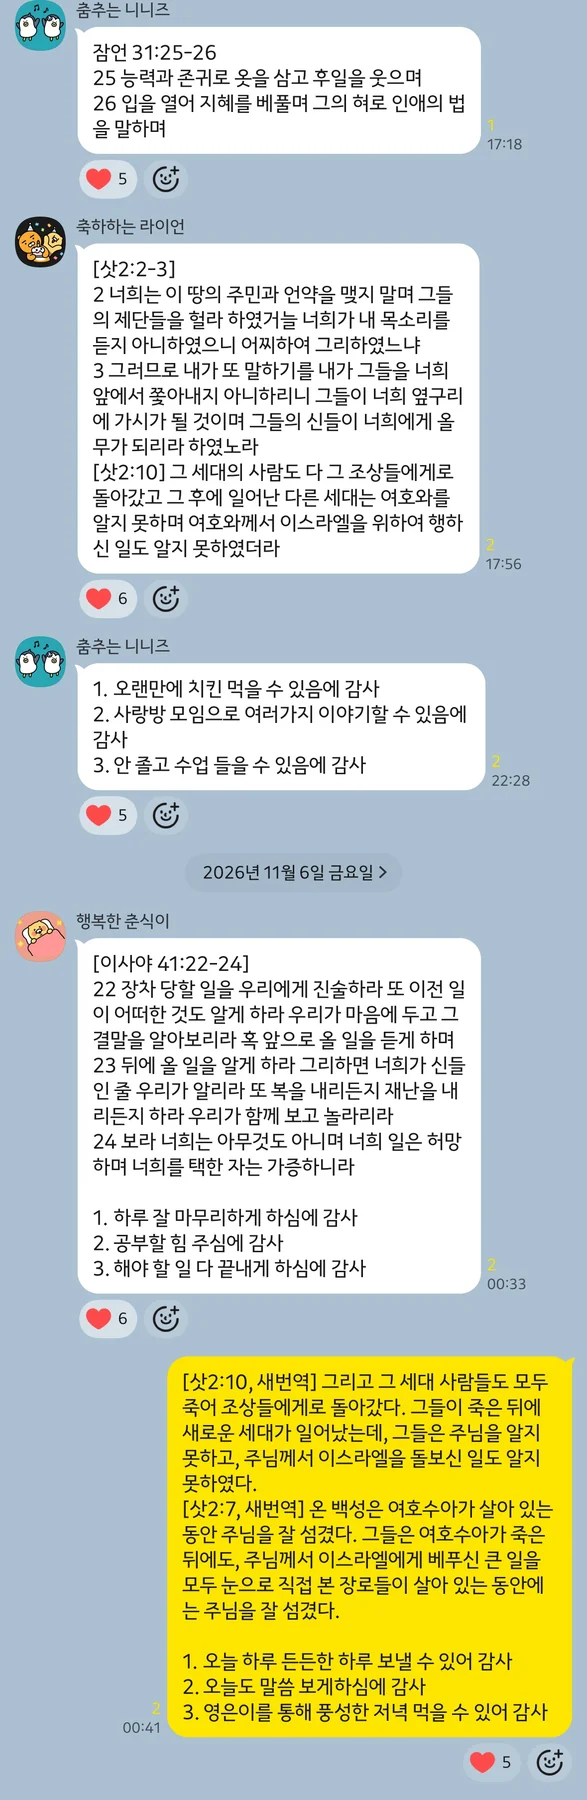 춤추는 니니즈
잠언 31:25-26
25 능력과 존귀로 옷을 삼고 후일을 웃으며
26 입을 열어 지혜를 베풀며 그의 혀로 인애의 법
을 말하며
1
17:18
5
축하하는 라이언
[삿2:2-3]
2 너희는 이 땅의 주민과 언약을 맺지 말며 그들
의 제단들을 헐라 하였거늘 너희가 내 목소리를
듣지 아니하였으니 어찌하여 그리하였느냐
3 그러므로 내가 또 말하기를 내가 그들을 너희
앞에서 쫓아내지 아니하리니 그들이 너희 옆구리
에 가시가 될 것이며 그들의 신들이 너희에게 올
무가 되리라 하였노라
[삿2:10] 그 세대의 사람도 다 그 조상들에게로
돌아갔고 그 후에 일어난 다른 세대는 여호와를
알지 못하며 여호와께서 이스라엘을 위하여 행하
신 일도 알지 못하였더라
2
17:56
6
춤추는 니니즈
1. 오랜만에 치킨 먹을 수 있음에 감사
2. 사랑방 모임으로 여러가지 이야기할 수 있음에
감사
3. 안 졸고 수업 들을 수 있음에 감사
2
22:28
5
2026년 11월 6일 금요일 >
행복한 춘식이
[이사야 41:22-24]
22 장차 당할 일을 우리에게 진술하라 또 이전 일
이 어떠한 것도 알게 하라 우리가 마음에 두고 그
결말을 알아보리라 혹 앞으로 올 일을 듣게 하며
23 뒤에 올 일을 알게 하라 그리하면 너희가 신들
인 줄 우리가 알리라 또 복을 내리든지 재난을 내
리든지 하라 우리가 함께 보고 놀라리라
24 보라 너희는 아무것도 아니며 너희 일은 허망
하며 너희를 택한 자는 가증하니라
1. 하루 잘 마무리하게 하심에 감사
2. 공부할 힘 주심에 감사
3. 해야 할 일 다 끝내게 하심에 감사
2
00:33
6
[삿2:10, 새번역] 그리고 그 세대 사람들도 모두
죽어 조상들에게로 돌아갔다. 그들이 죽은 뒤에
새로운 세대가 일어났는데, 그들은 주님을 알지
못하고, 주님께서 이스라엘을 돌보신 일도 알지
못하였다.
[삿2:7, 새번역] 온 백성은 여호수아가 살아 있는
동안 주님을 잘 섬겼다. 그들은 여호수아가 죽은
뒤에도, 주님께서 이스라엘에게 베푸신 큰 일을
모두 눈으로 직접 본 장로들이 살아 있는 동안에
는 주님을 잘 섬겼다.
1. 오늘 하루 든든한 하루 보낼 수 있어 감사
2. 오늘도 말씀 보게하심에 감사
3. 영은이를 통해 풍성한 저녁 먹을 수 있어 감사
2
00:41
5